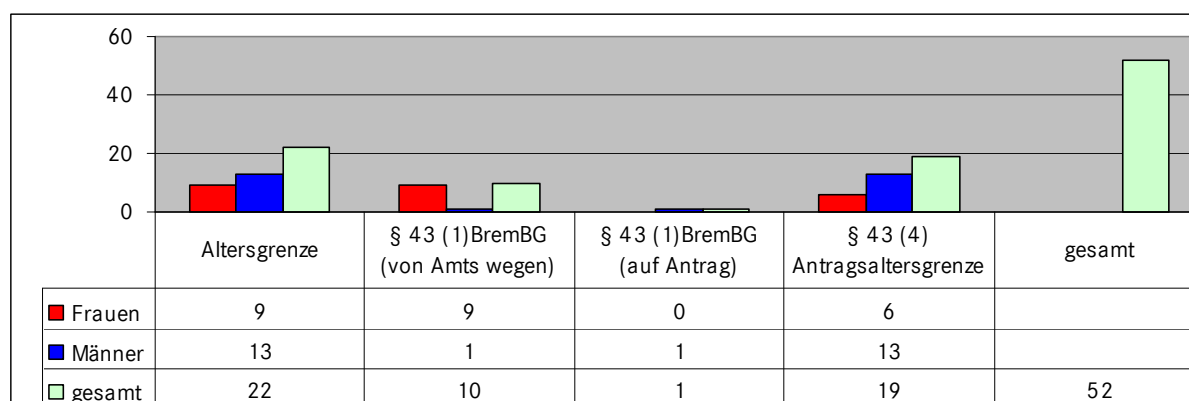 60
40
20
0
Altersgrenze
§ 43 (1)BremBG
(von Amts wegen)
§ 43 (1)BremBG
(auf Antrag)
§ 43 (4)
Antragsaltersgrenze
gesamt
Frauen 9 9 0 6
Männer 13 1 1 13
gesamt 22 10 1 19 52